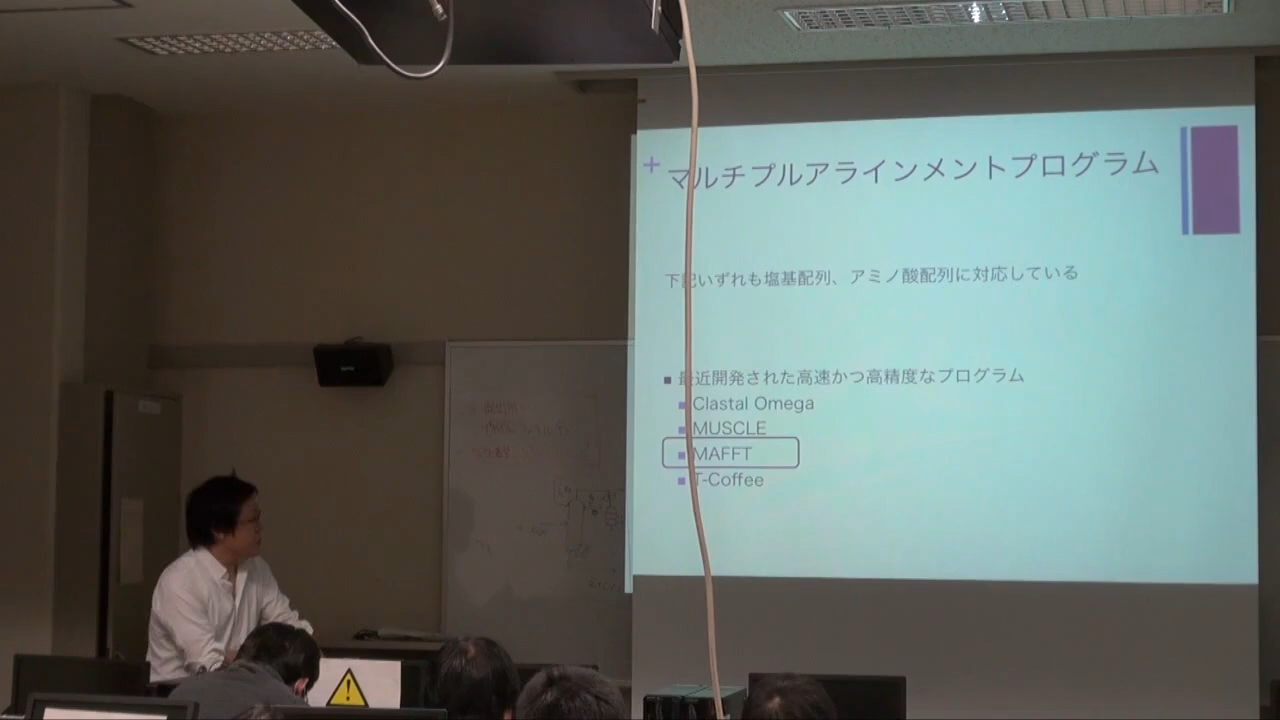 マルチプルアラインメントプログラム
下記いずれも塩基配列、アミノ酸配列に対応している
最近開発された高速かつ高精度なプログラム
Clastal Omega
MUSCLE
MAFFT
T-Coffee